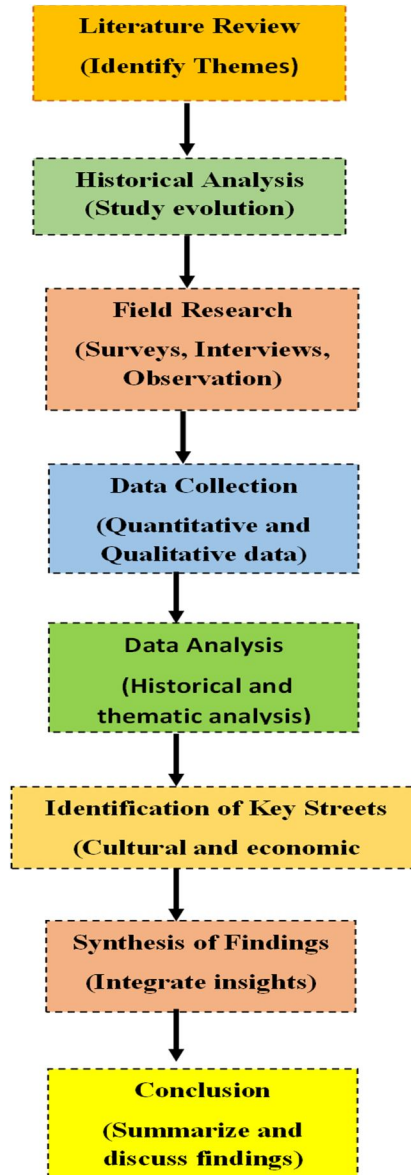 Literature Review
(Identify Themes)
Historical Analysis
(Study evolution)
Field Research
(Surveys, Interviews,
Observation)
Data Collection
(Quantitative and
Qualitative data)
Data Analysis
(Historical and
thematic analysis)
Identification of Key Streets
(Cultural and economic
Synthesis of Findings
(Integrate insights)
Conclusion
(Summarize and
discuss findings)